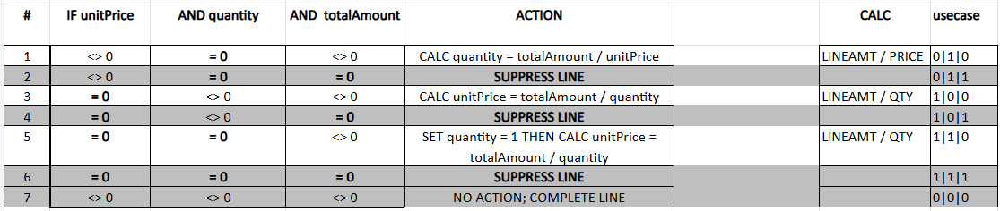 # IF unitPrice AND quantity AND totalAmount ACTION CALC usecase
1 <> 0 = 0 <> 0 CALC quantity = totalAmount / unitPrice LINEAMT / PRICE 0|1|0
2 <> 0 = 0 = 0 SUPPRESS LINE 0|1|1
3 = 0 <> 0 <> 0 CALC unitPrice = totalAmount / quantity LINEAMT / QTY 1|0|0
4 = 0 <> 0 = 0 SUPPRESS LINE 1|0|1
5 = 0 = 0 <> 0 SET quantity = 1 THEN CALC unitPrice = LINEAMT / QTY 1|1|0
totalAmount / quantity
6 = 0 = 0 = 0 SUPPRESS LINE 1|1|1
7 <> 0 <> 0 <> 0 NO ACTION; COMPLETE LINE 0|0|0